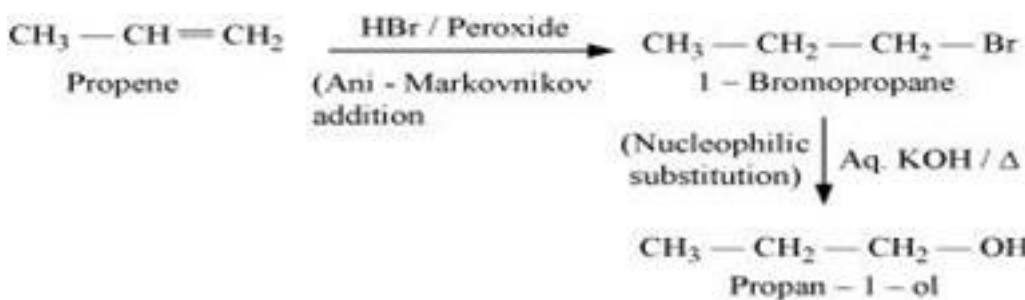 CH₃ — CH = CH₂
Propene
HBr / Peroxide
(Ani - Markovnikov
addition
CH₃ — CH₂ — CH₂ — Br
1 – Bromopropane
(Nucleophilic
substitution)
Aq. KOH / Δ
CH₃ — CH₂ — CH₂ — OH
Propan – 1 – ol